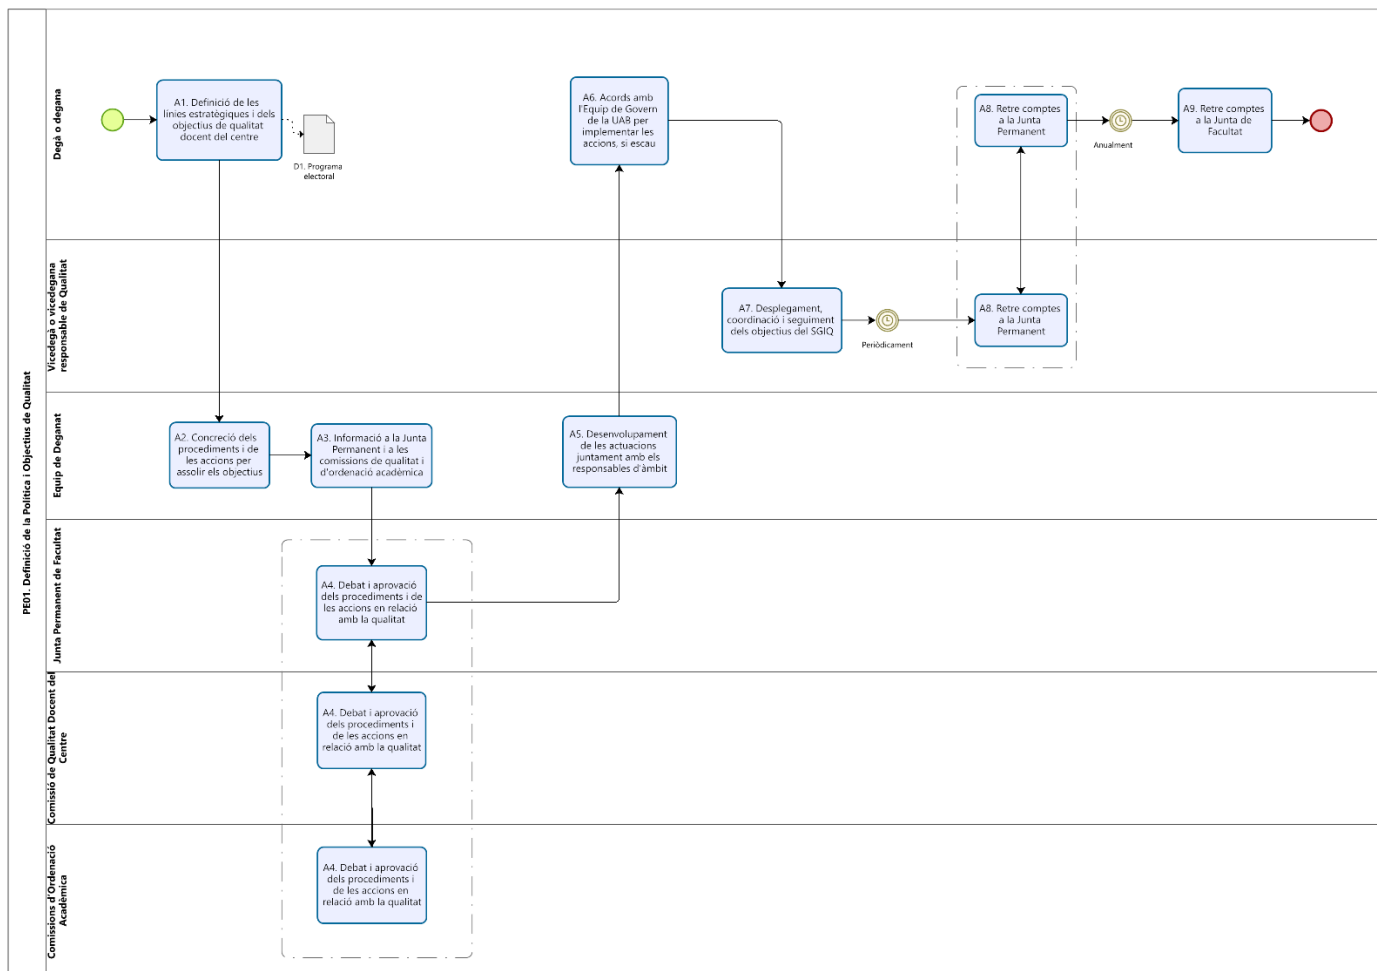 PE01. Definició de la Política i Objectius de Qualitat
Degà o degana
A1. Definició de les
línies estratègiques i dels
objectius de qualitat
docent del centre
D1. Programa
electoral
A6. Acords amb
l'Equip de Govern
de la UAB per
implementar les
accions, si escau
A8. Retre comptes
a la Junta
Permanent
Anualment
A9. Retre comptes
a la Junta de
Facultat
Vicedegà o vicedegana
responsable de Qualitat
A7. Desplegament,
coordinació i seguiment
dels objectius del SGIQ
Periòdicament
A8. Retre comptes
a la Junta
Permanent
Equip de Deganat
A2. Concreció dels
procediments i de
les accions per
assolir els objectius
A3. Informació a la Junta
Permanent i a les
comissions de qualitat i
d'ordenació acadèmica
A5. Desenvolupament
de les actuacions
juntament amb els
responsables d'àmbit
Junta Permanent de Facultat
A4. Debat i aprovació
dels procediments i de
les accions en relació
amb la qualitat
Comissió de Qualitat Docent del
Centre
A4. Debat i aprovació
dels procediments i
de les accions en
relació amb la qualitat
Comissions d'Ordenació
Acadèmica
A4. Debat i aprovació
dels procediments i
de les accions en
relació amb la qualitat